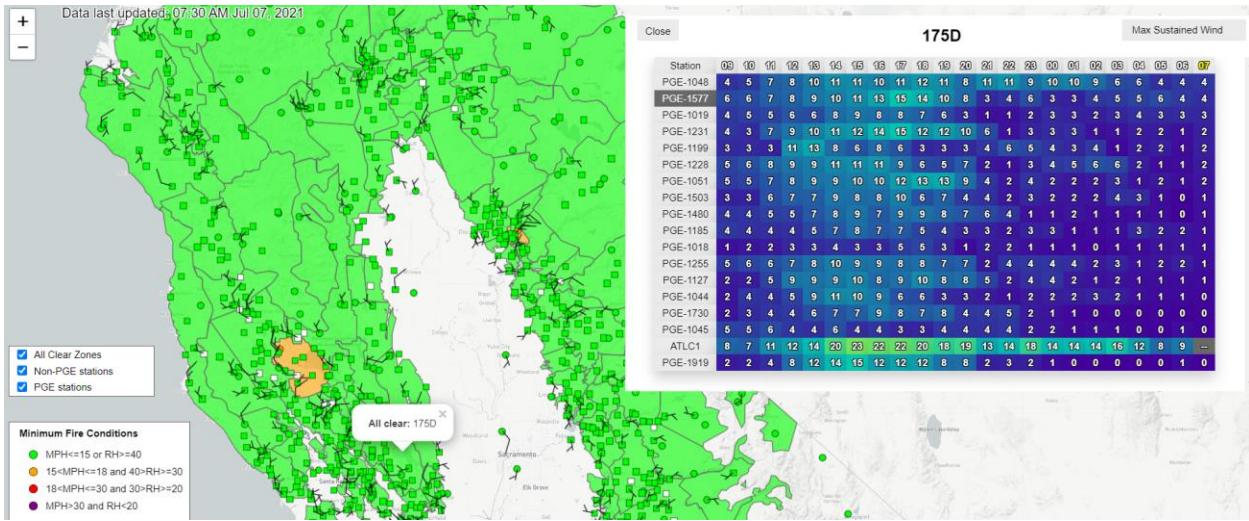 +
−
Data last updated: 07:30 AM Jul 07, 2021
All Clear Zones
Non-PGE stations
PGE stations
Minimum Fire Conditions
MPH<=15 or RH>=40
15<MPH<=18 and 40>RH>=30
18<MPH<=30 and 30>RH>=20
MPH>30 and RH<20
All clear: 175D
×
Sacramento
Elk Grove
Close
175D
Max Sustained Wind
Station 09 10 11 12 13 14 15 16 17 18 19 20 21 22 23 00 01 02 03 04 05 06 07
PGE-1048 4 5 7 8 10 11 11 10 11 12 11 8 11 11 9 10 10 9 6 6 4 4 4
PGE-1577 6 6 7 8 9 10 11 13 15 14 10 8 3 4 6 3 3 4 5 5 6 4 4
PGE-1019 4 5 5 6 6 8 9 8 8 7 6 3 1 1 2 3 3 2 3 4 3 3 3
PGE-1231 4 3 7 9 10 11 12 14 15 12 12 10 6 1 3 3 3 1 1 2 2 1 2
PGE-1199 3 3 3 11 13 8 6 8 6 3 3 3 4 6 5 4 3 4 1 2 2 1 2
PGE-1228 5 6 8 9 9 11 11 11 9 6 5 7 2 1 3 4 5 6 6 2 1 1 2
PGE-1051 5 5 7 8 9 9 10 10 12 13 13 9 4 2 4 2 2 2 3 1 2 1 2
PGE-1503 3 3 6 7 7 9 8 8 10 6 7 4 4 2 3 2 2 2 4 3 1 0 1
PGE-1480 4 4 5 5 7 8 9 7 9 9 8 7 6 4 1 1 2 1 1 1 1 0 1
PGE-1185 4 4 4 4 5 7 8 7 7 5 4 3 3 2 3 3 1 1 1 3 2 2 1
PGE-1018 1 2 2 3 3 4 3 3 5 5 3 1 2 2 1 1 1 0 1 1 1 1 1
PGE-1255 5 6 6 7 8 10 9 9 8 8 7 7 2 4 4 4 4 2 3 1 2 2 1
PGE-1127 2 2 5 9 9 9 10 8 9 10 8 8 5 2 4 4 2 1 2 1 1 1 1
PGE-1044 2 4 4 5 9 11 10 9 6 6 3 3 2 1 2 2 2 3 2 1 1 1 0
PGE-1730 2 3 4 4 6 7 7 9 8 7 8 4 4 5 2 1 1 0 0 0 0 0 0
PGE-1045 5 5 6 4 4 6 4 4 3 3 4 4 4 4 2 2 1 1 1 0 0 0 0
ATLC1 8 7 11 12 14 20 23 22 22 20 18 19 13 14 18 14 14 14 16 12 8 9 --
PGE-1919 2 2 4 8 12 14 15 12 12 12 8 8 2 3 2 1 0 0 0 0 0 0 0